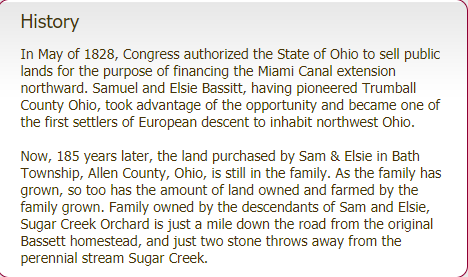 History
In May of 1828, Congress authorized the State of Ohio to sell public
lands for the purpose of financing the Miami Canal extension
northward. Samuel and Elsie Bassitt, having pioneered Trumball
County Ohio, took advantage of the opportunity and became one of
the first settlers of European descent to inhabit northwest Ohio.
Now, 185 years later, the land purchased by Sam & Elsie in Bath
Township, Allen County, Ohio, is still in the family. As the family has
grown, so too has the amount of land owned and farmed by the
family grown. Family owned by the descendants of Sam and Elsie,
Sugar Creek Orchard is just a mile down the road from the original
Bassett homestead, and just two stone throws away from the
perennial stream Sugar Creek.